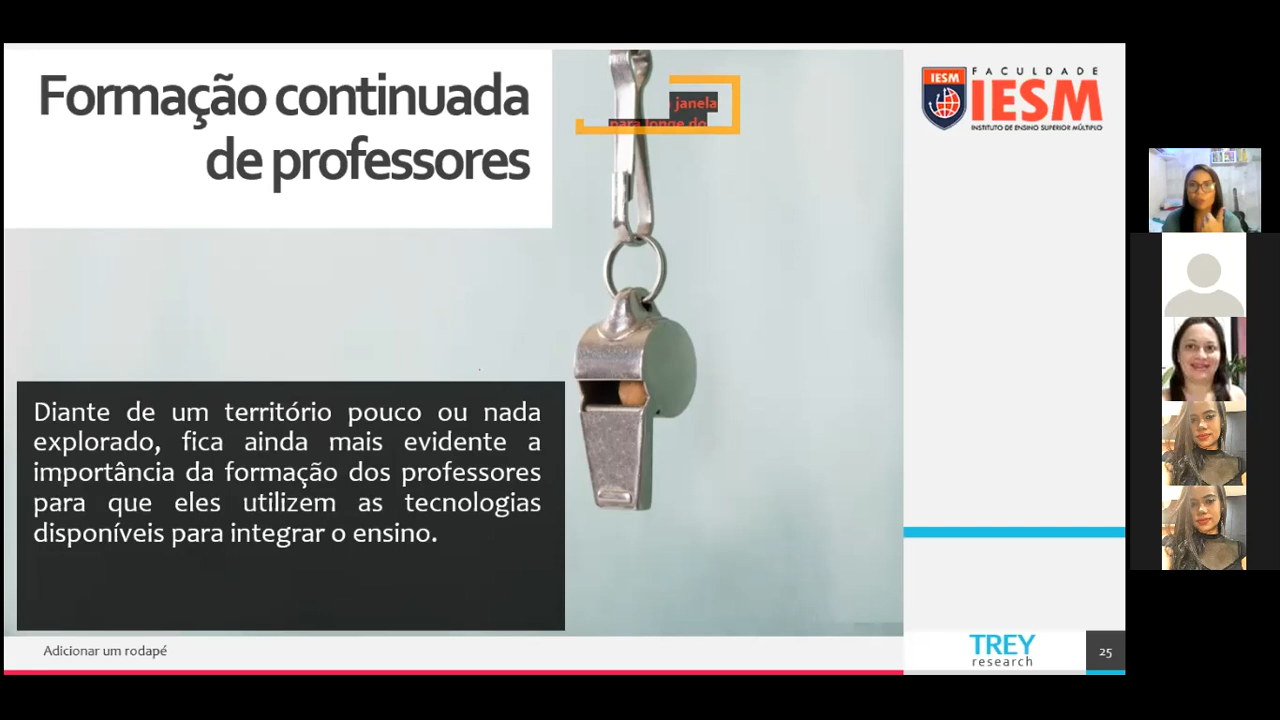 Formação continuada
de professores
janela
para longe do
FACULDADE
IESM
IESM
INSTITUTO DE ENSINO SUPERIOR MÚLTIPLO
Diante de um território pouco ou nada
explorado, fica ainda mais evidente a
importância da formação dos professores
para que eles utilizem as tecnologias
disponíveis para integrar o ensino.
Adicionar um rodapé
TREY
research
25